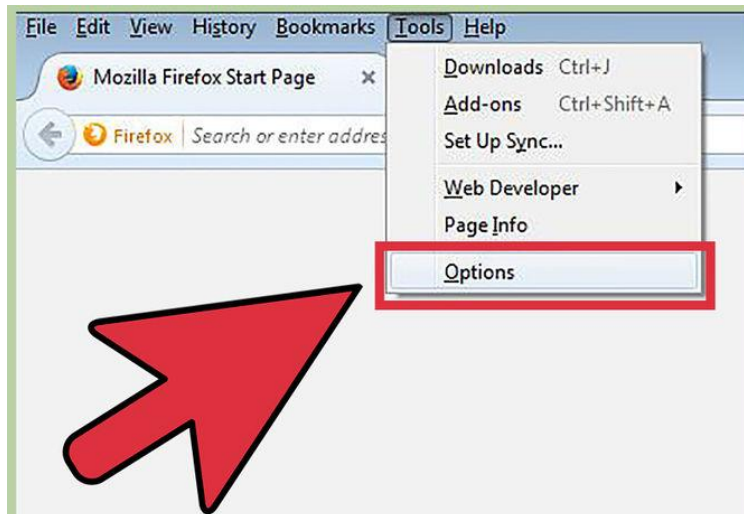 File Edit View History Bookmarks Tools Help
Mozilla Firefox Start Page ×
Firefox Search or enter addres
Downloads Ctrl+J
Add-ons Ctrl+Shift+A
Set Up Sync...
Web Developer
Page Info
Options